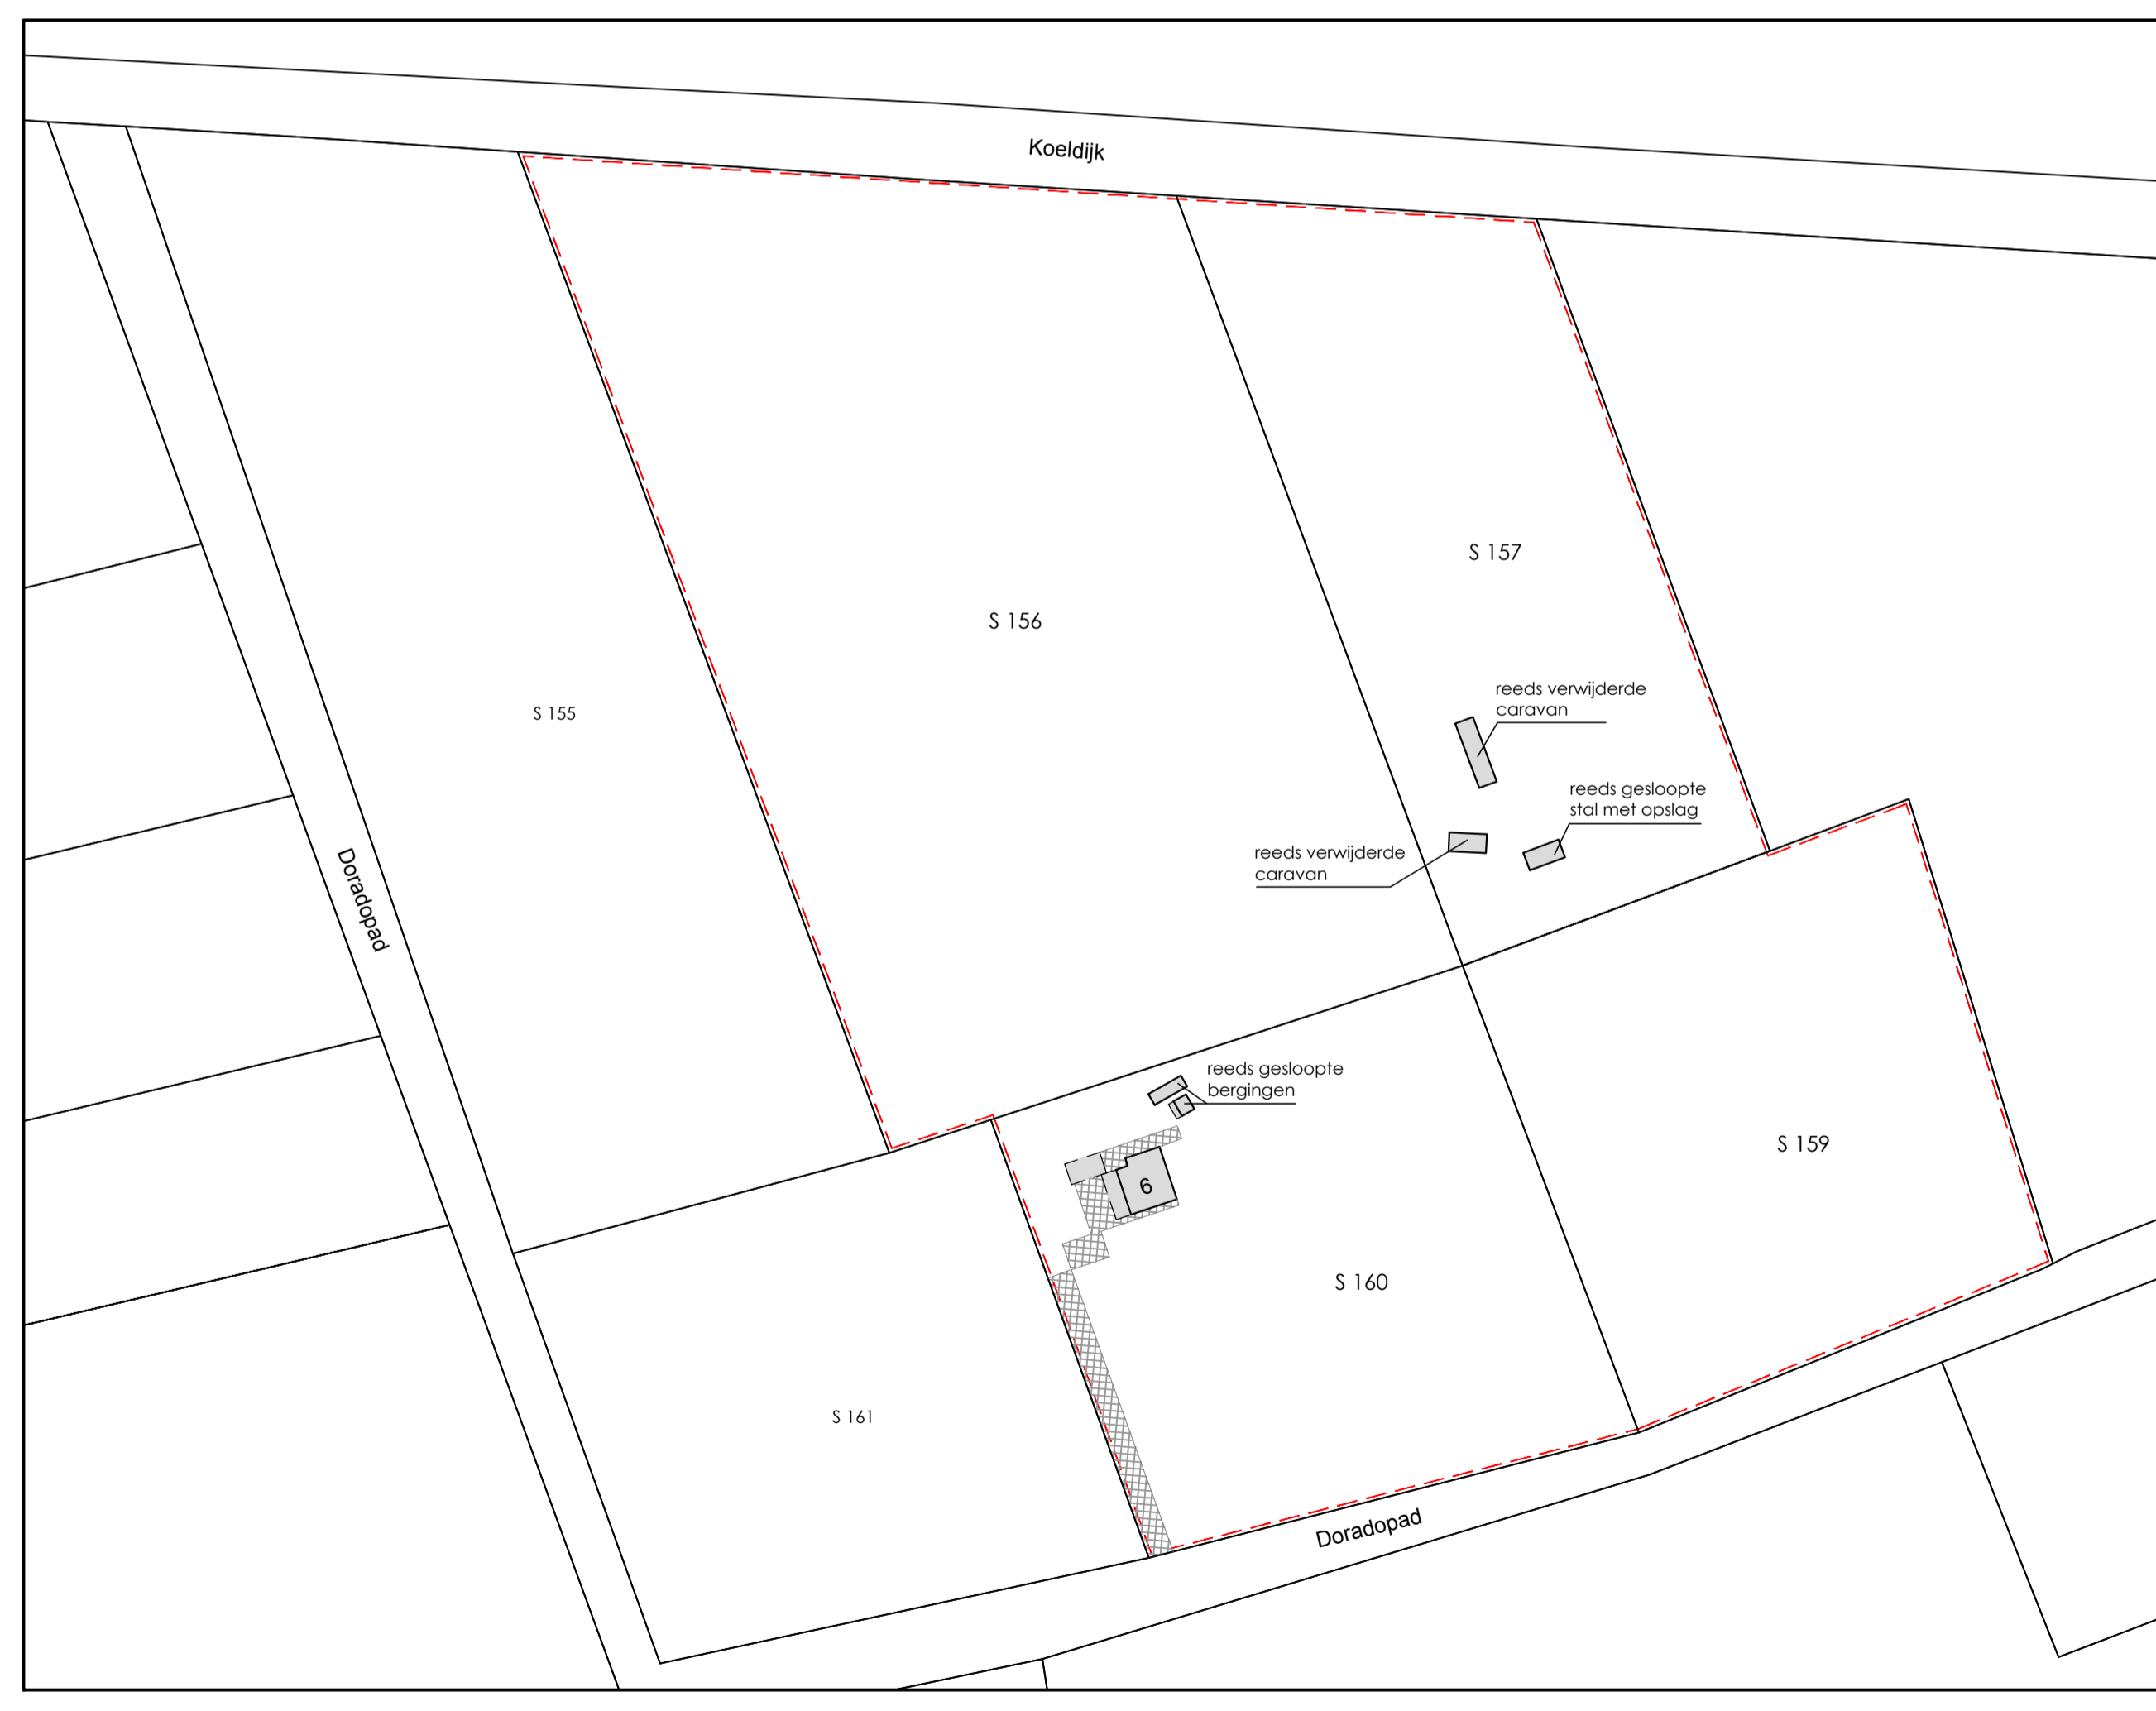 Koeldijk
S 157
S 156
reeds verwijderde
caravan
S 155
reeds gesloopte
stal met opslag
reeds verwijderde
caravan
Doradopad
reeds gesloopte
bergingen
S 159
6
S 160
S 161
Doradopad